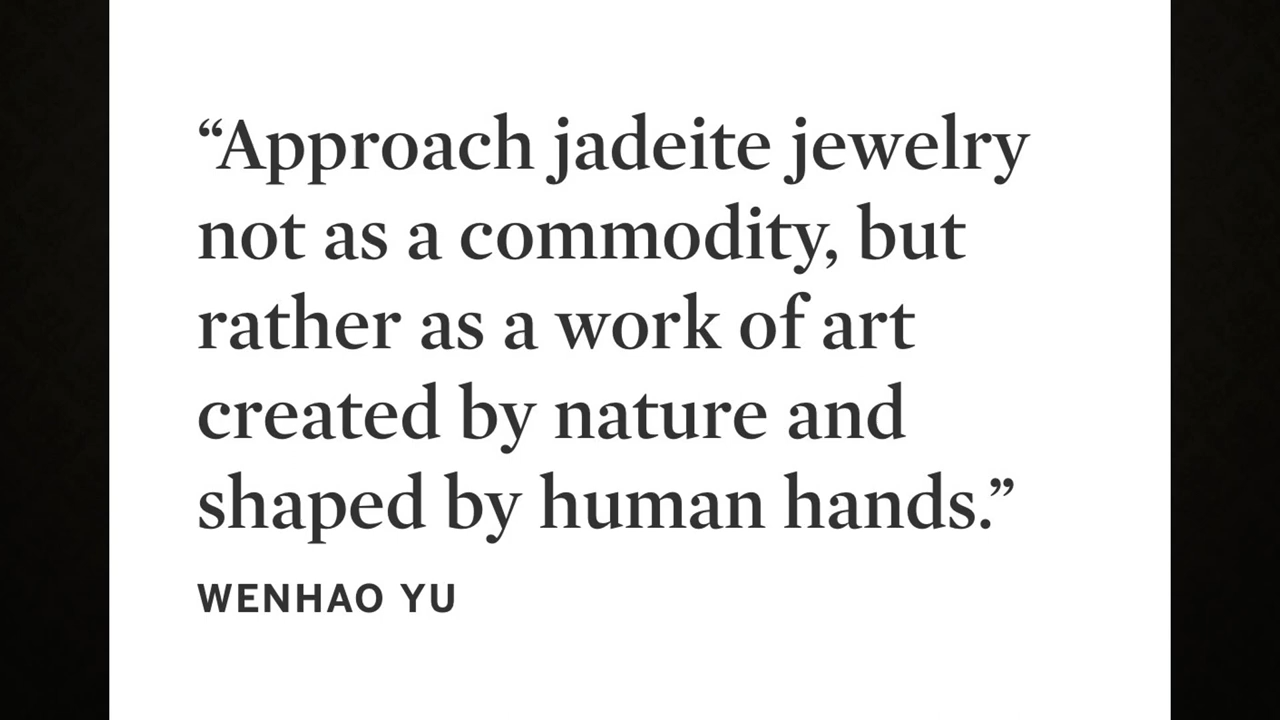 “Approach jadeite jewelry
not as a commodity, but
rather as a work of art
created by nature and
shaped by human hands.”
WENHAO YU